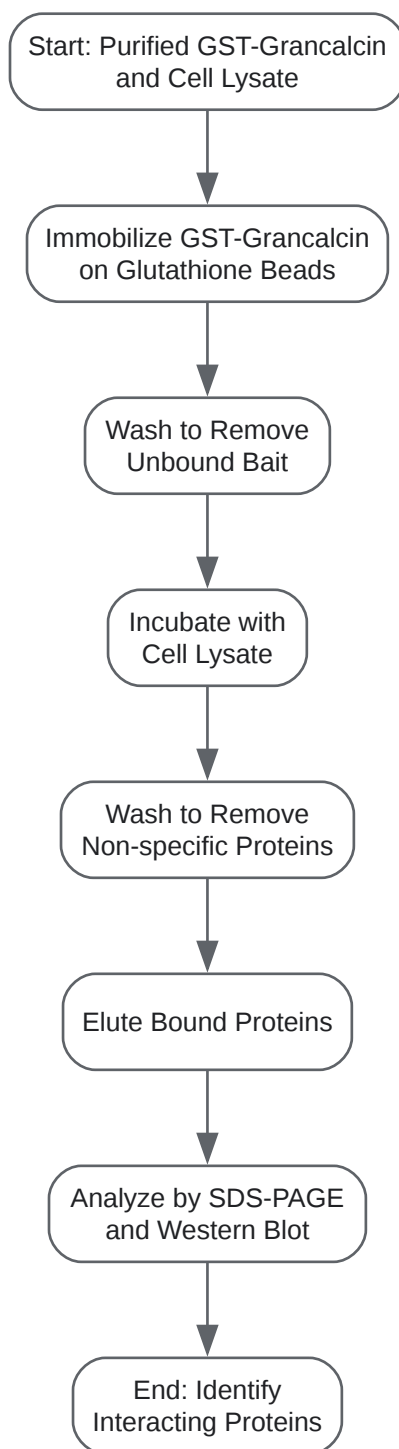 Start: Purified GST-Grancalcin
and Cell Lysate
Immobilize GST-Grancalcin
on Glutathione Beads
Wash to Remove
Unbound Bait
Incubate with
Cell Lysate
Wash to Remove
Non-specific Proteins
Elute Bound Proteins
Analyze by SDS-PAGE
and Western Blot
End: Identify
Interacting Proteins